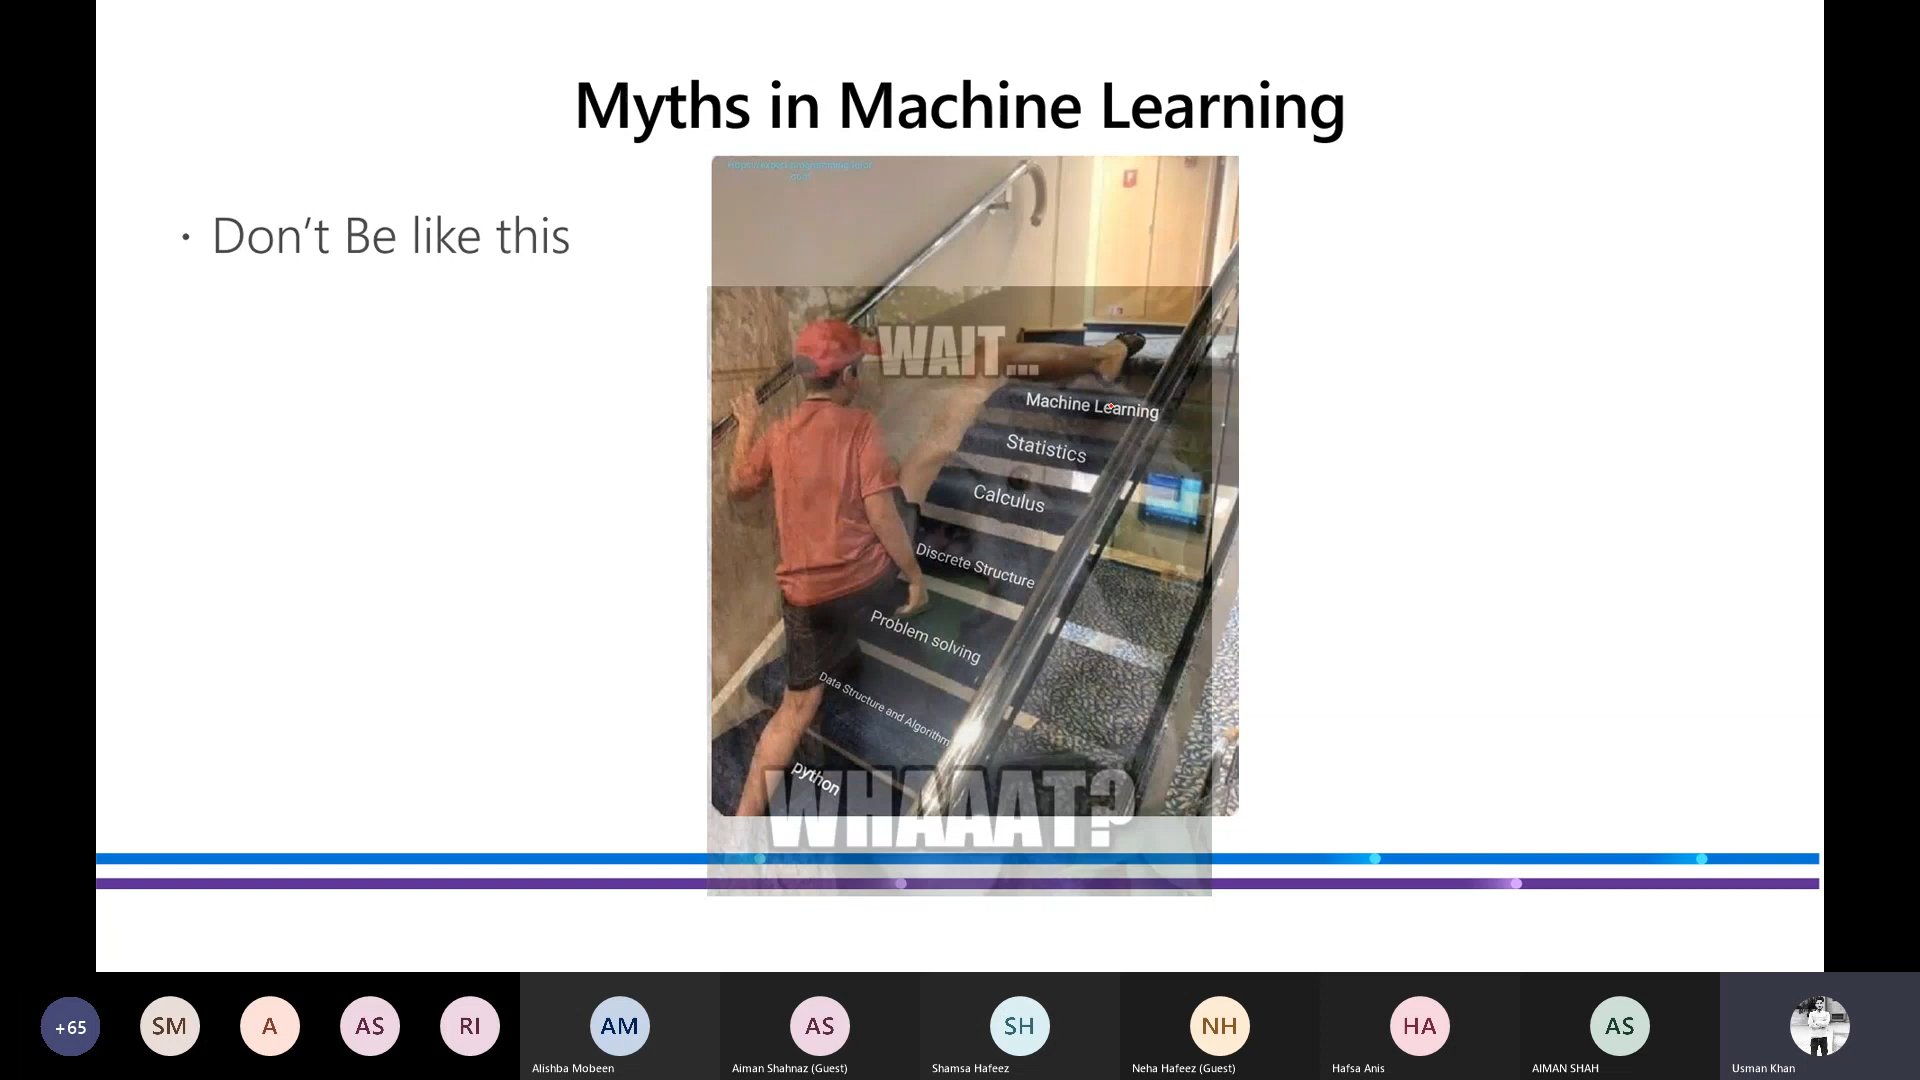 Myths in Machine Learning
• Don't Be like this
WAIT...
Machine Learning
Statistics
Calculus
Discrete Structure
Problem solving
Data Structure and Algorithm
python
WHAAAT?
+65
SM
A
AS
RI
AM
AS
SH
NH
HA
AS
Alishba Mobeen
Aiman Shahnaz (Guest)
Shamsa Hafeez
Neha Hafeez (Guest)
Hafsa Anis
AIMAN SHAH
Usman Khan